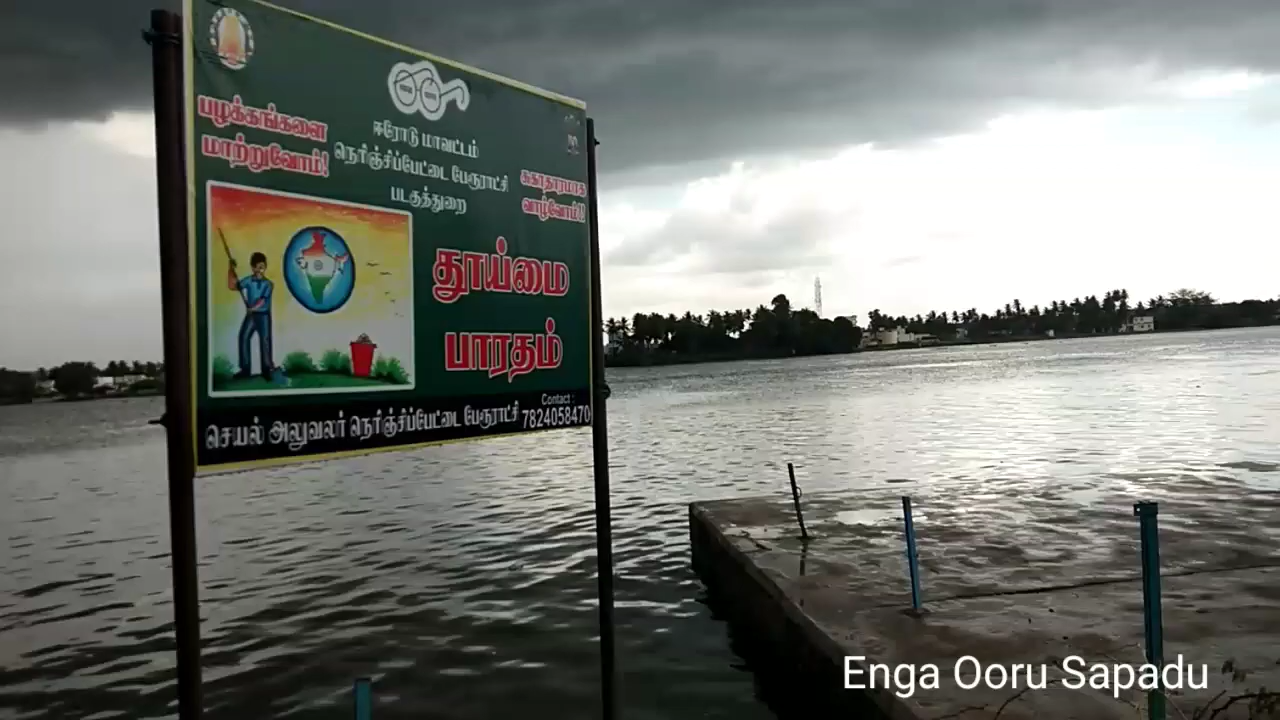 பழக்கங்களை
மாற்றுவோம்!
ஈரோடு மாவட்டம்
நெரிஞ்சிப்பேட்டை பேரூராட்சி
படகுத்துறை
சுகாதாரமாக
வாழ்வோம்!!
தூய்மை
பாரதம்
செயல் அலுவலர் நெரிஞ்சிப்பேட்டை பேரூராட்சி
Contact :
7824058470
Enga Ooru Sapadu